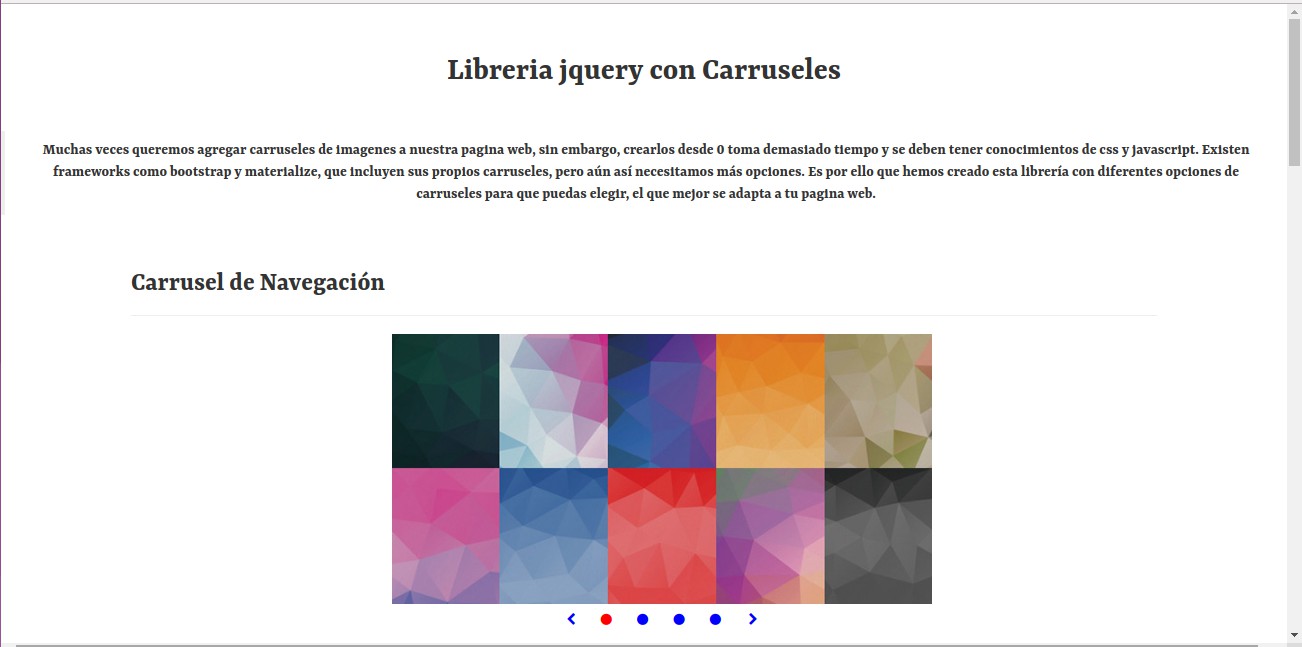 Libreria jquery con Carruseles
Muchas veces queremos agregar carruseles de imagenes a nuestra pagina web, sin embargo, crearlos desde 0 toma demasiado tiempo y se deben tener conocimientos de css y javascript. Existen
frameworks como bootstrap y materialize, que incluyen sus propios carruseles, pero aún así necesitamos más opciones. Es por ello que hemos creado esta librería con diferentes opciones de
carruseles para que puedas elegir, el que mejor se adapta a tu pagina web.
Carrusel de Navegación